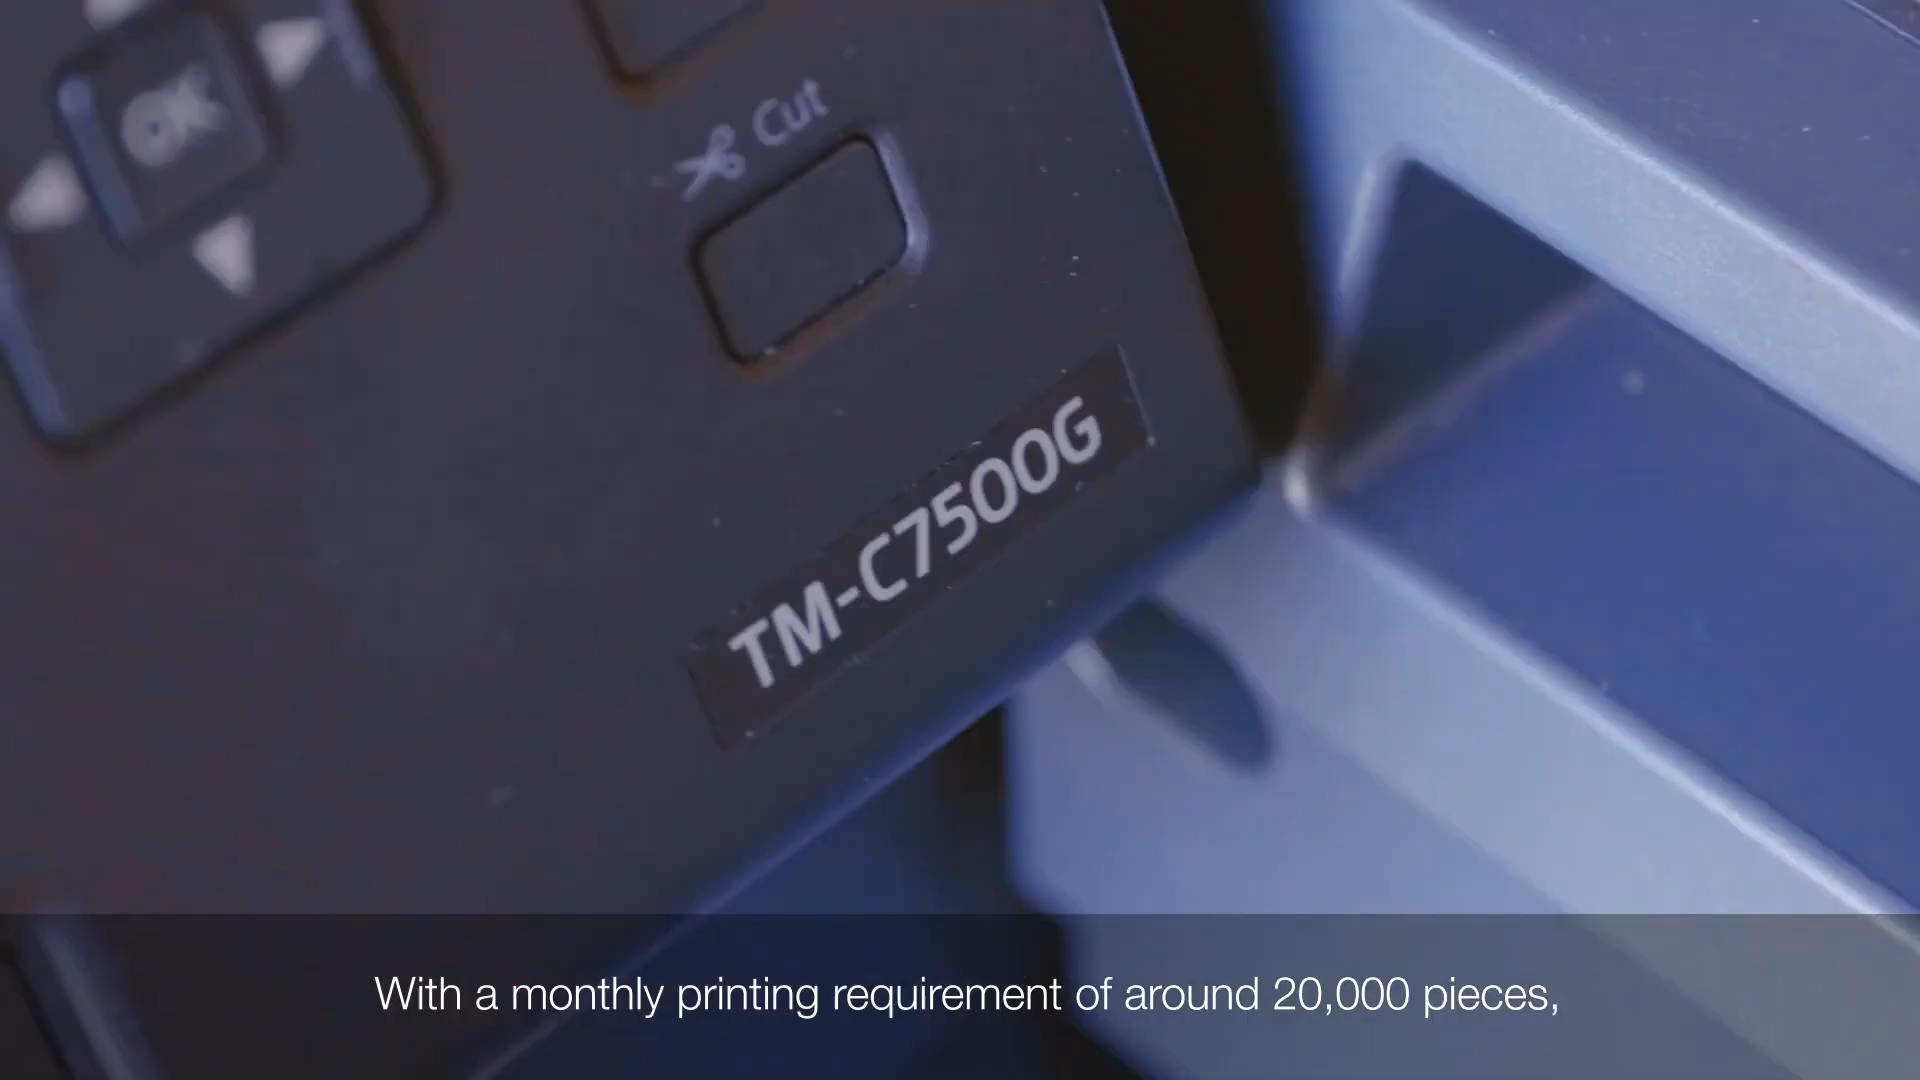 OK
Cut
TM-C7500G
With a monthly printing requirement of around 20,000 pieces,